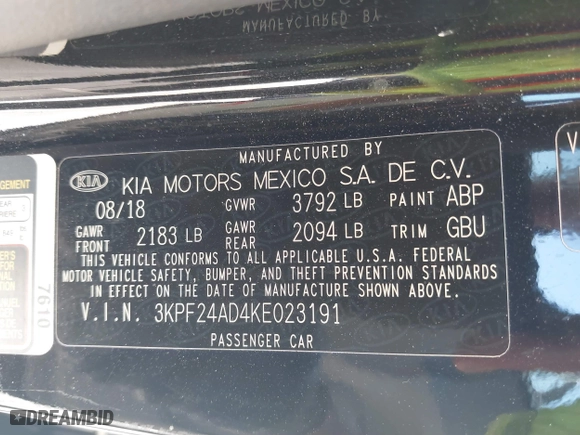 MANUFACTURED BY
KIA KIA MOTORS MEXICO S.A. DE C.V.
08/18 GVWR 3792 LB PAINT ABP
GAWR FRONT 2183 LB GAWR REAR 2094 LB TRIM GBU
THIS VEHICLE CONFORMS TO ALL APPLICABLE U.S.A. FEDERAL
MOTOR VEHICLE SAFETY, BUMPER, AND THEFT PREVENTION STANDARDS
IN EFFECT ON THE DATE OF MANUFACTURE SHOWN ABOVE.
V.I.N. 3KPF24AD4KE023191
PASSENGER CAR
7610
DREAMBID